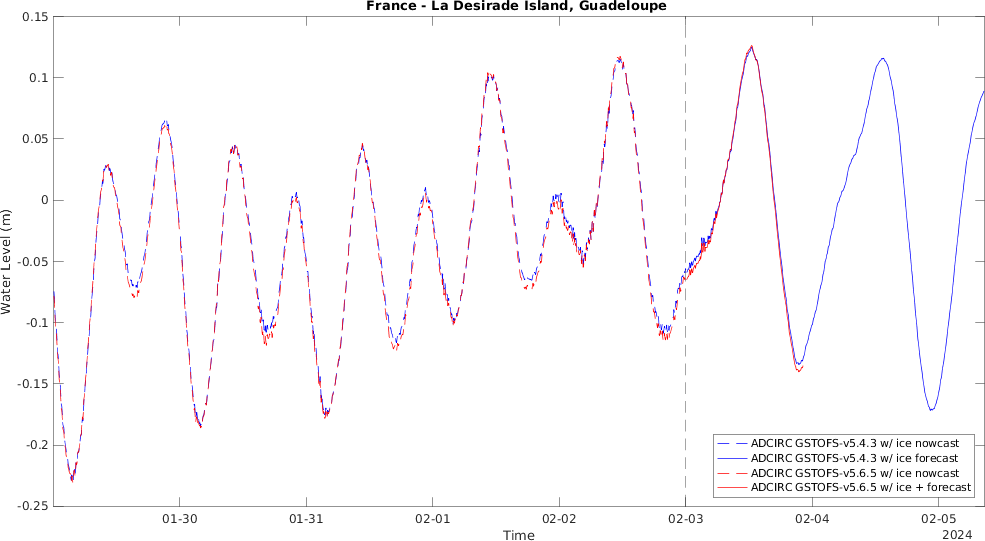 France - La Desirade Island, Guadeloupe
0.15
0.1
0.05
0
-0.05
-0.1
-0.15
-0.2
-0.25
Water Level (m)
01-30
01-31
02-01
02-02
02-03
02-04
02-05
Time
2024
ADCIRC GSTOFS-v5.4.3 w/ ice nowcast
ADCIRC GSTOFS-v5.4.3 w/ ice forecast
ADCIRC GSTOFS-v5.6.5 w/ ice nowcast
ADCIRC GSTOFS-v5.6.5 w/ ice + forecast